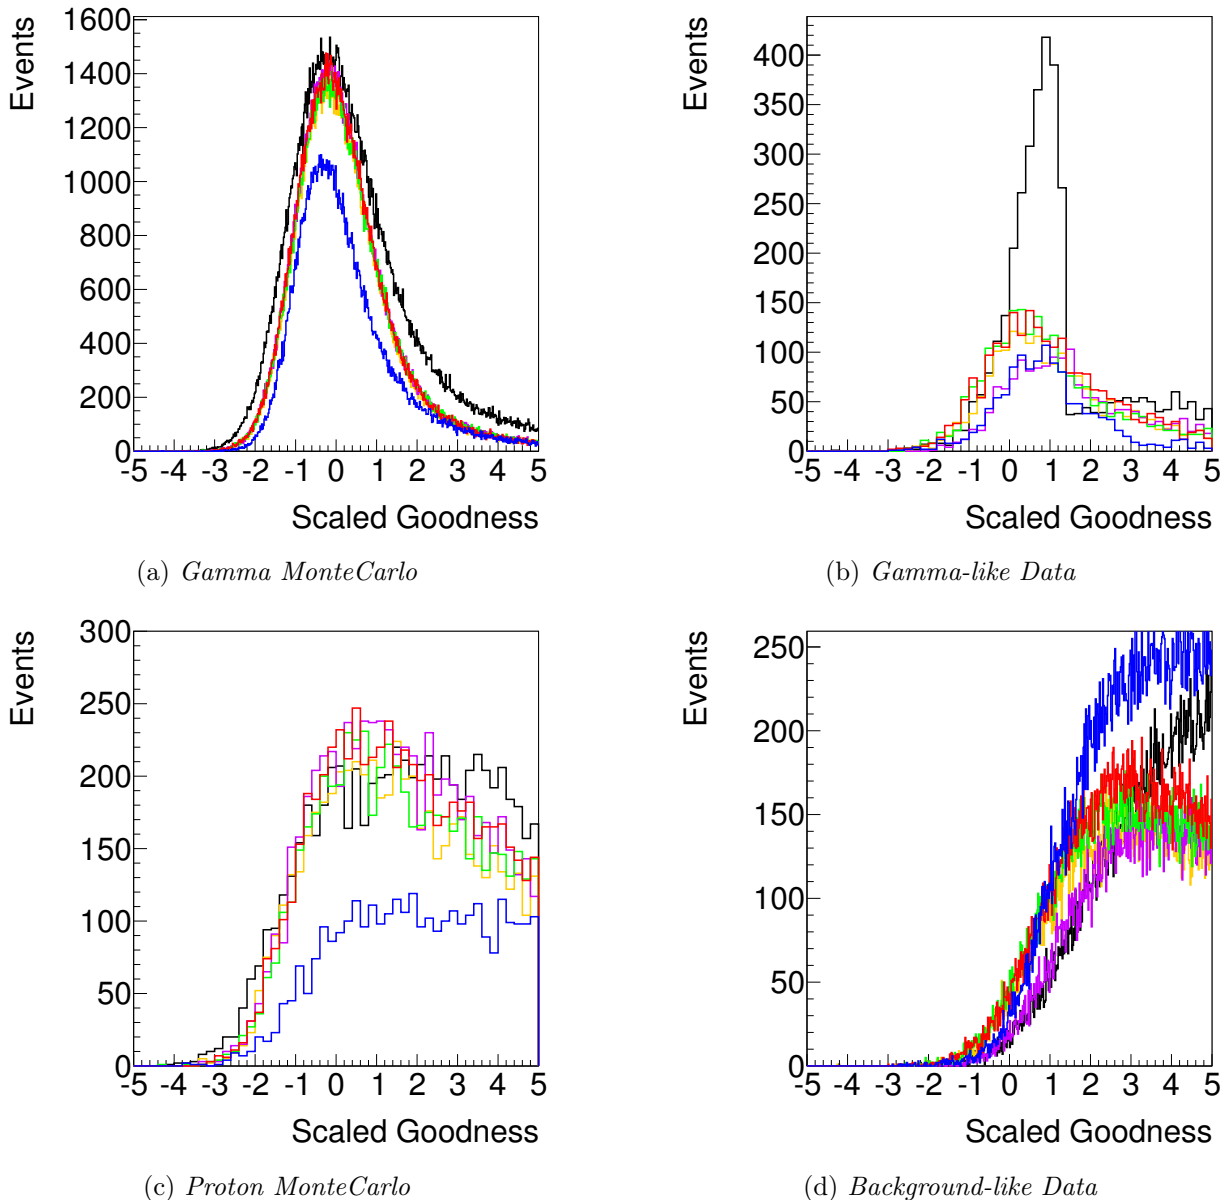 Events
1600
1400
1200
1000
800
600
400
200
0
-5 -4 -3 -2 -1 0 1 2 3 4 5
Scaled Goodness
(a) Gamma MonteCarlo
Events
400
350
300
250
200
150
100
50
0
-5 -4 -3 -2 -1 0 1 2 3 4 5
Scaled Goodness
(b) Gamma-like Data
Events
300
250
200
150
100
50
0
-5 -4 -3 -2 -1 0 1 2 3 4 5
Scaled Goodness
(c) Proton MonteCarlo
Events
250
200
150
100
50
0
-5 -4 -3 -2 -1 0 1 2 3 4 5
Scaled Goodness
(d) Background-like Data